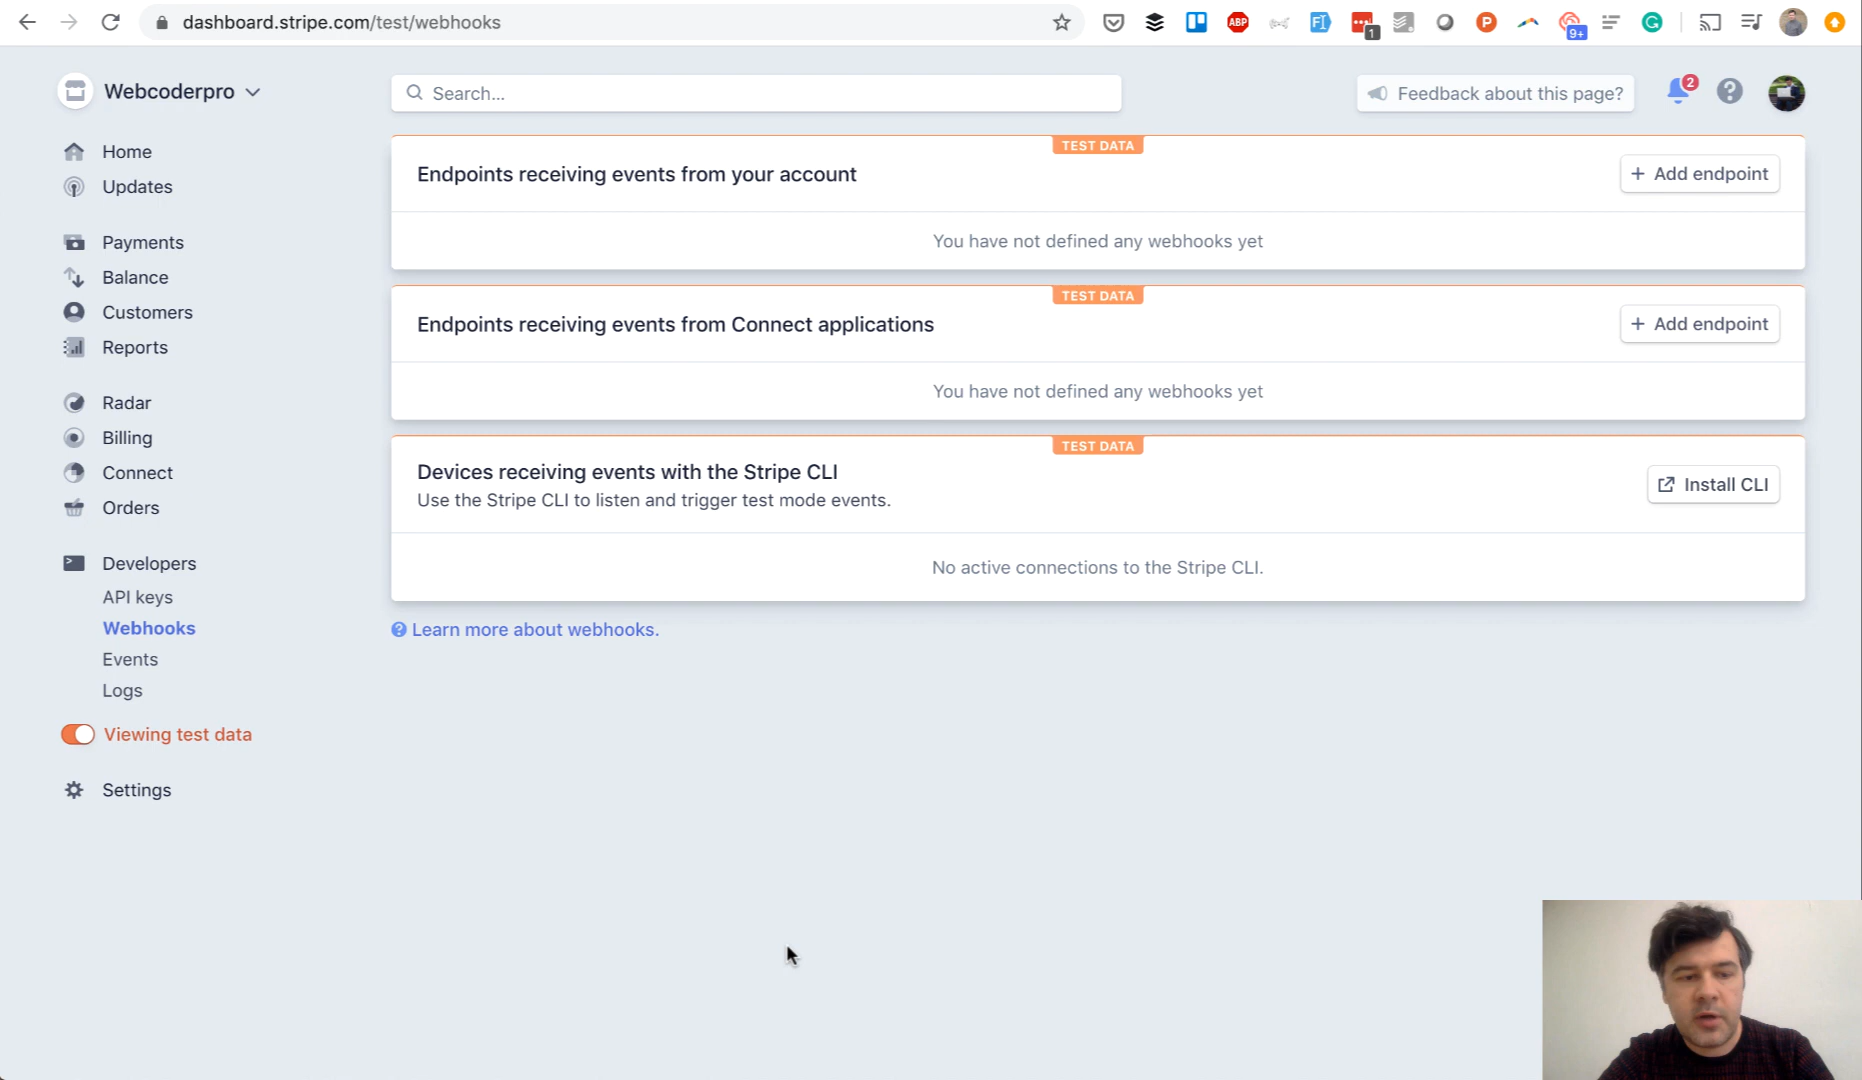 dashboard.stripe.com/test/webhooks
ABP
1
P
9+
G
Webcoderpro
Search...
Feedback about this page?
2
Home
Updates
Payments
Balance
Customers
Reports
Radar
Billing
Connect
Orders
Developers
API keys
Webhooks
Events
Logs
Viewing test data
Settings
TEST DATA
Endpoints receiving events from your account
+ Add endpoint
You have not defined any webhooks yet
TEST DATA
Endpoints receiving events from Connect applications
+ Add endpoint
You have not defined any webhooks yet
TEST DATA
Devices receiving events with the Stripe CLI
Use the Stripe CLI to listen and trigger test mode events.
Install CLI
No active connections to the Stripe CLI.
Learn more about webhooks.